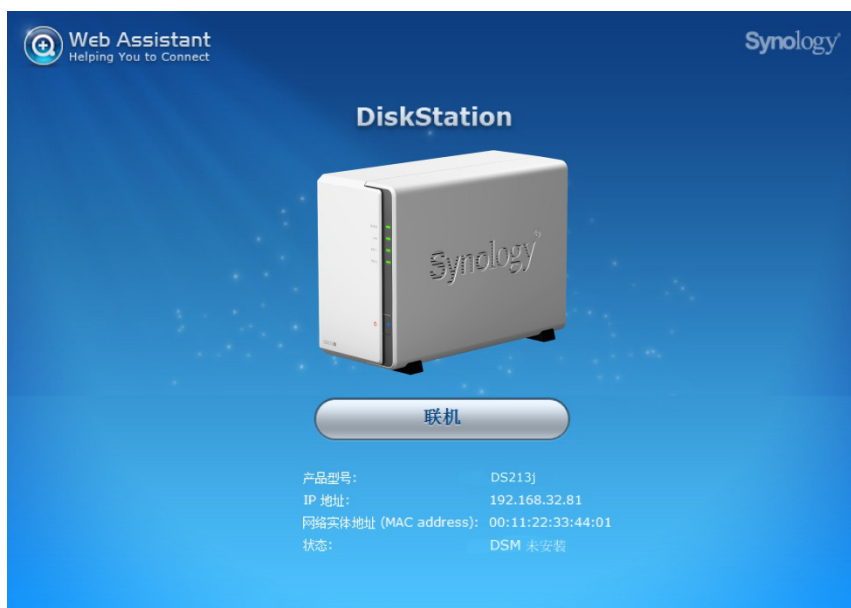 Web Assistant
Helping You to Connect
Synology
DiskStation
Synology
联机
产品型号: DS213j
IP 地址: 192.168.32.81
网络实体地址 (MAC address): 00:11:22:33:44:01
状态: DSM 未安装